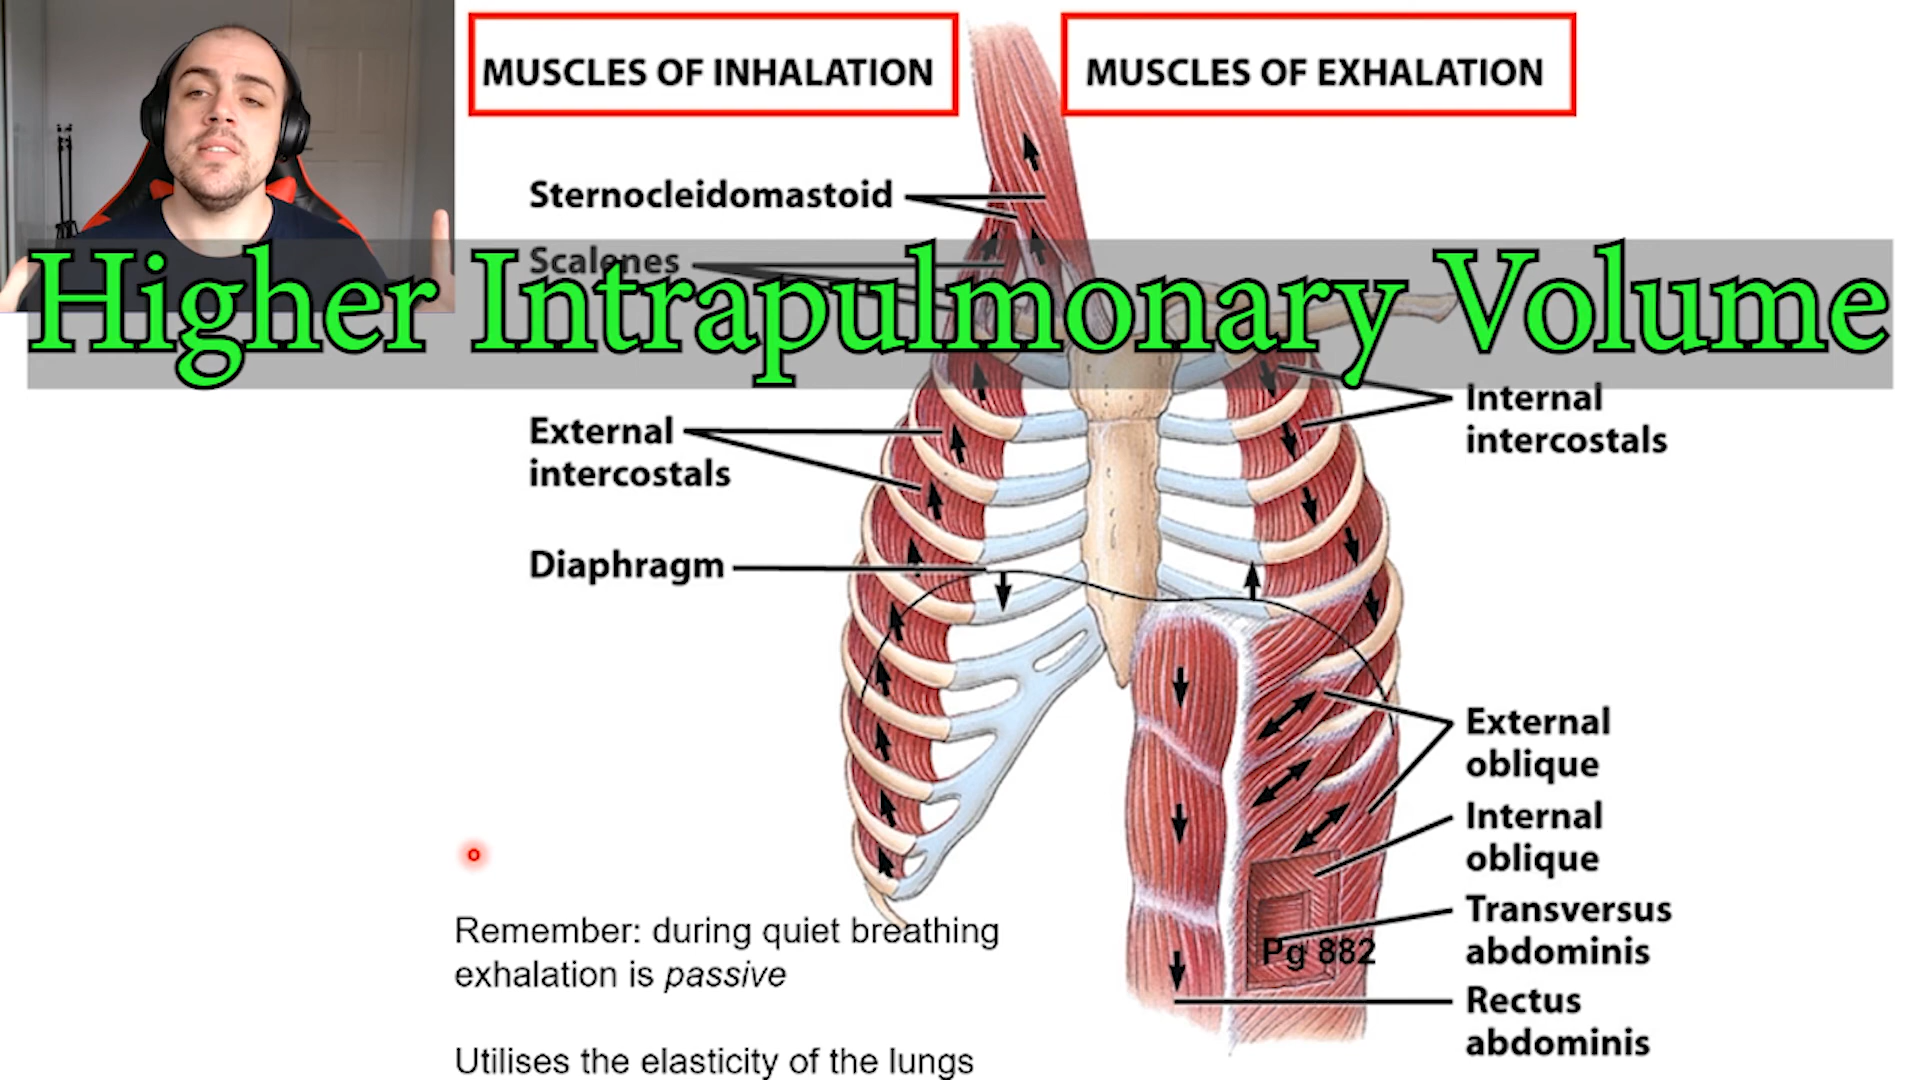 MUSCLES OF INHALATION
MUSCLES OF EXHALATION
Sternocleidomastoid
Scalenes
Higher Intrapulmonary Volume
External
intercostals
Diaphragm
Internal
intercostals
External
oblique
Internal
oblique
Transversus
abdominis
Pg 882
Rectus
abdominis
Remember: during quiet breathing
exhalation is passive
Utilises the elasticity of the lungs